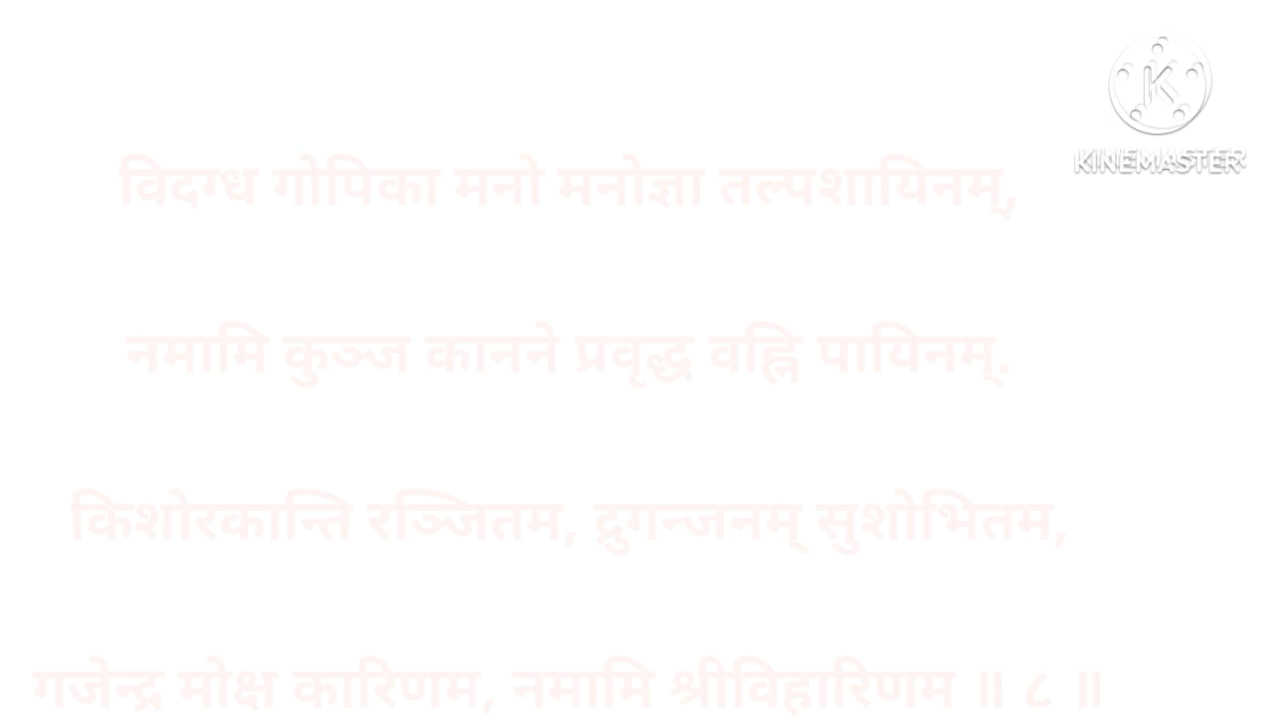 KINEMASTER
विदग्ध गोपिका मनो मनोज्ञा तल्पशायिनम्,
नमामि कुञ्ज कानने प्रवृद्ध वह्नि पायिनम्.
किशोरकान्ति रञ्जितम, द्रुगन्जनम् सुशोभितम,
गजेन्द्र मोक्ष कारिणम, नमामि श्रीविहारिणम ॥ ८ ॥